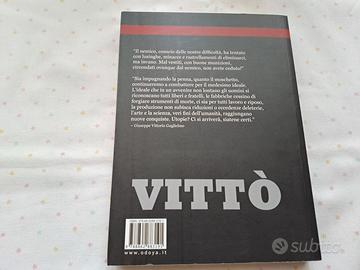 "Il nemico, conscio delle nostre difficoltà, ha tentato
con lusinghe, minacce e rastrellamenti di eliminarci,
ma invano. Mal vestiti, con buone munizioni,
circondati ovunque dal nemico, non avete ceduto!"
"Sia impugnando la penna, quanto il moschetto,
continueremo a combattere per il medesimo ideale.
L'ideale che in un avvenire non lontano gli uomini si
riconoscano tutti liberi e fratelli, le fabbriche cessino di
forgiare strumenti di morte, ci sia per tutti lavoro e riposo,
la produzione non subisca riduzioni o eccedenze deleterie,
l'arte e la scienza, veri fini dell'umanità, raggiungano
nuove conquiste. Utopie? Ci si arriverà, siatene certi."
- Giuseppe Vittorio Guglielmo
VITTÒ
www.odoya.it
subito